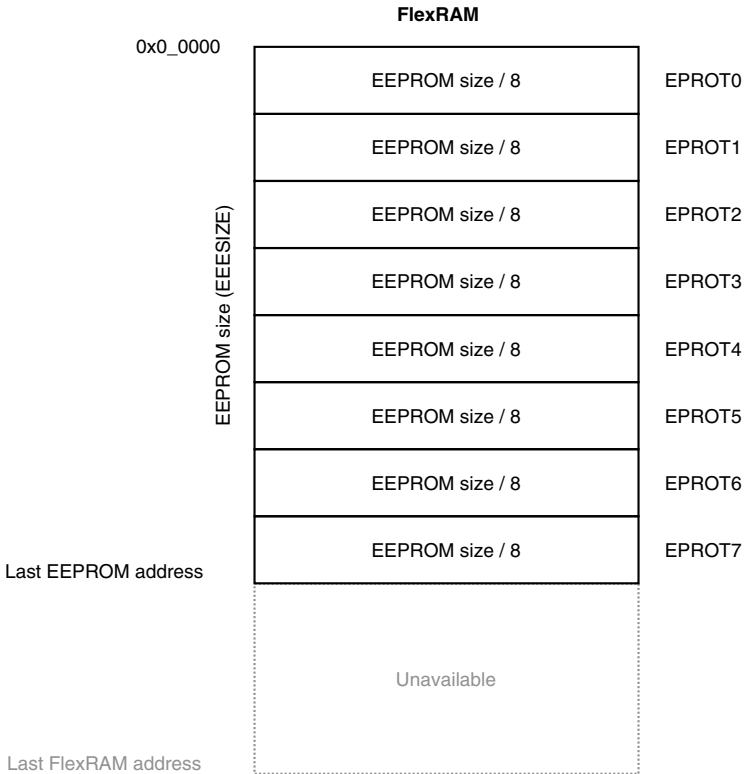 FlexRAM
0x0_0000
EEPROM size / 8 EPROT0
EEPROM size / 8 EPROT1
EEPROM size / 8 EPROT2
EEPROM size (EEESIZE)
EEPROM size / 8 EPROT3
EEPROM size / 8 EPROT4
EEPROM size / 8 EPROT5
EEPROM size / 8 EPROT6
EEPROM size / 8 EPROT7
Last EEPROM address
Unavailable
Last FlexRAM address